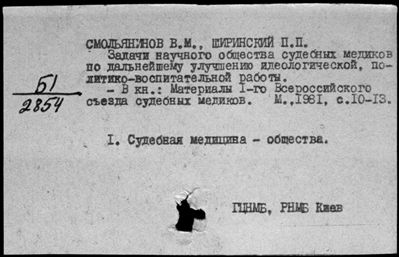 СМОЛЬЯНИНОВ В.М., ШИРИНСКИЙ П.П.
Задачи научного общества судебных медиков
по дальнейшему улучшению идеологической, по-
литико-воспитательной работы.
Б1
2854
- В кн.: Материалы I-го Всероссийского
съезда судебных медиков. М.,1981, с.10-13.
I. Судебная медицина - общества.
ГЦНМБ, РНМБ Киев